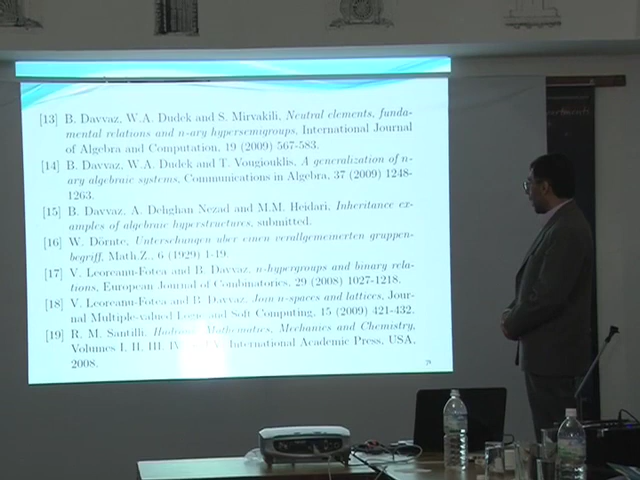 [13] B. Davvaz, W.A. Dudek and S. Mirvakili, Neutral elements, funda-
mental relations and n-ary hypersemigroups, International Journal
of Algebra and Computation, 19 (2009) 567-583.
[14] B. Davvaz, W.A. Dudek and T. Vougiouklis, A generalization of n-
ary algebraic systems, Communications in Algebra, 37 (2009) 1248-
1263.
[15] B. Davvaz, A. Dehghan Nezad and M.M. Heidari, Inheritance ex-
amples of algebraic hyperstructures, submitted.
[16] W. Dörnte, Unterschungen uber einen verallgemeinerten gruppen-
begriff, Math.Z., 6 (1929) 1-19.
[17] V. Leoreanu-Fotea and B. Davvaz, n-hypergroups and binary rela-
tions, European Journal of Combinatorics, 29 (2008) 1027-1218.
[18] V. Leoreanu-Fotea and B. Davvaz, Join n-spaces and lattices, Jour-
nal Multiple-valued Logic and Soft Computing, 15 (2009) 421-432.
[19] R. M. Santilli, Mathematics, Mechanics and Chemistry,
Volumes I, II, III, International Academic Press, USA,
2008.